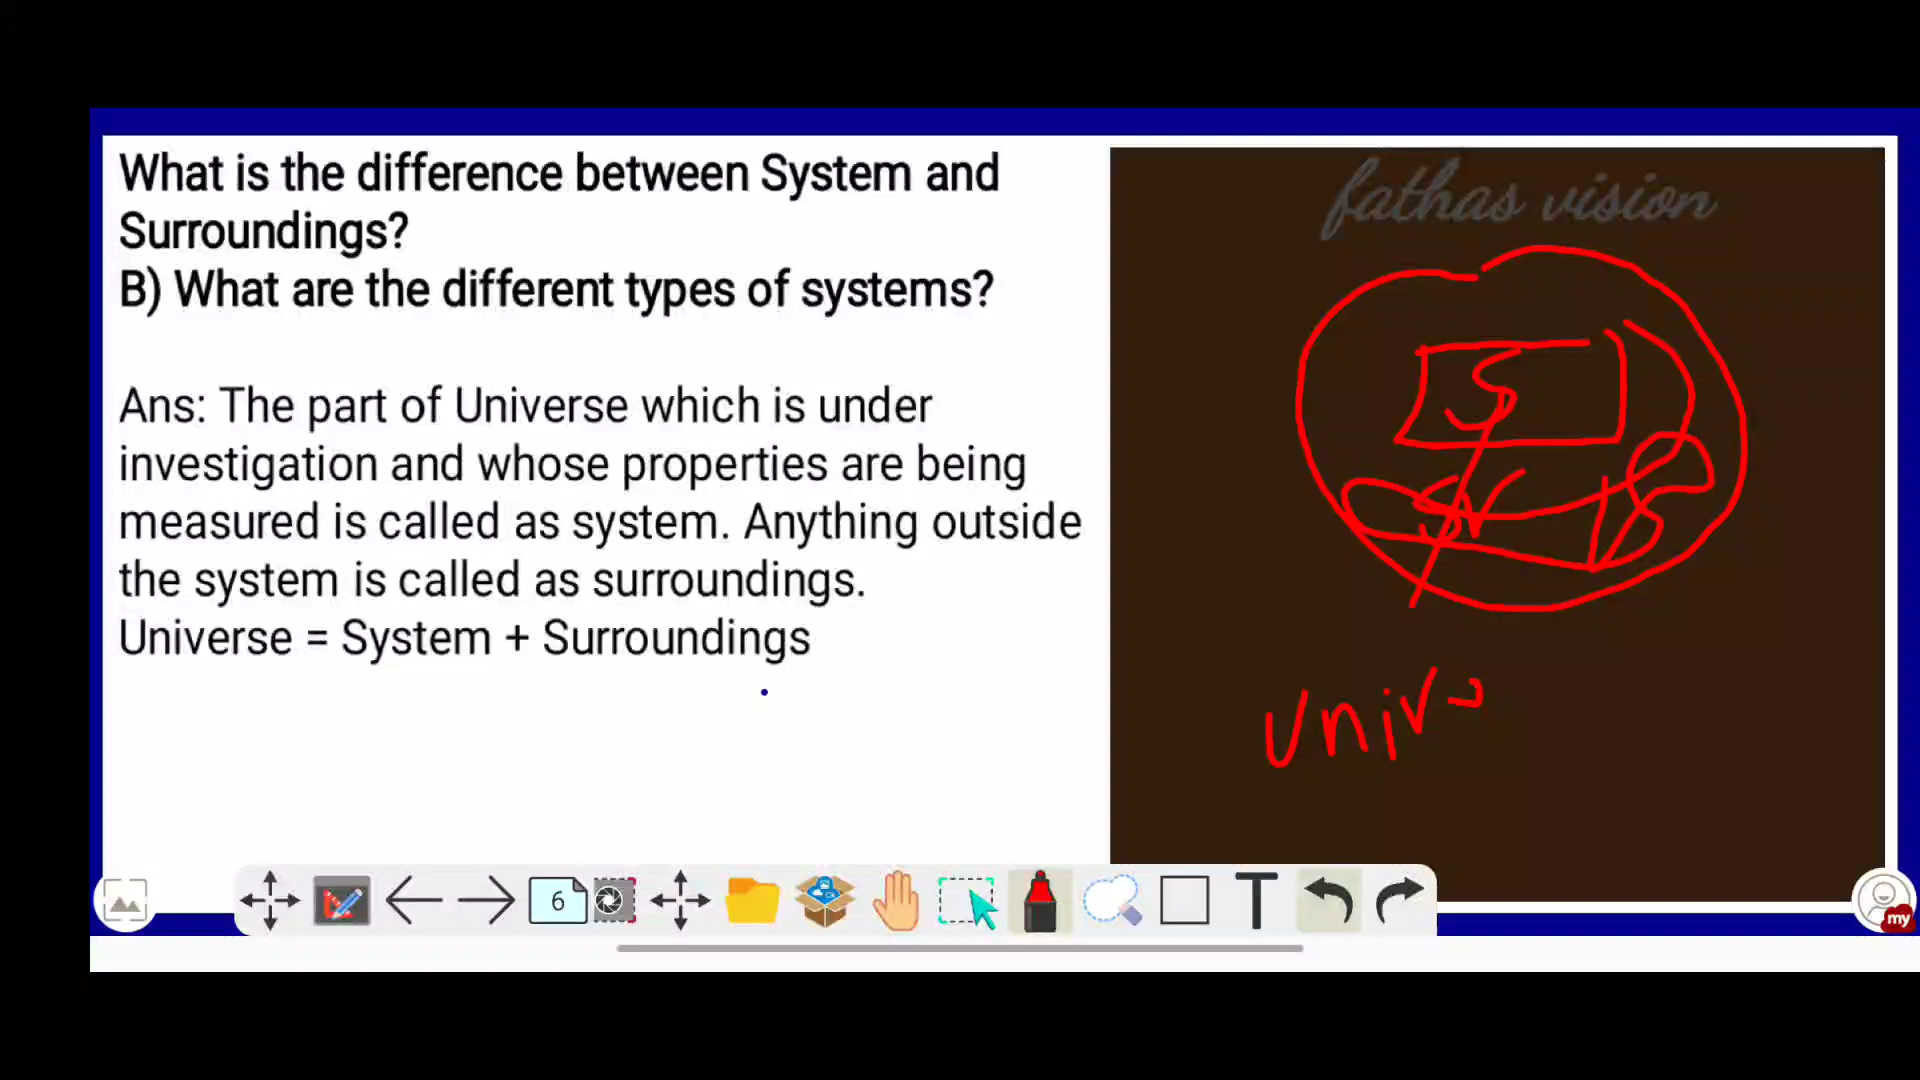 What is the difference between System and
Surroundings?
B) What are the different types of systems?
Ans: The part of Universe which is under
investigation and whose properties are being
measured is called as system. Anything outside
the system is called as surroundings.
Universe = System + Surroundings
fathas vision
S
Univ
6
T
my